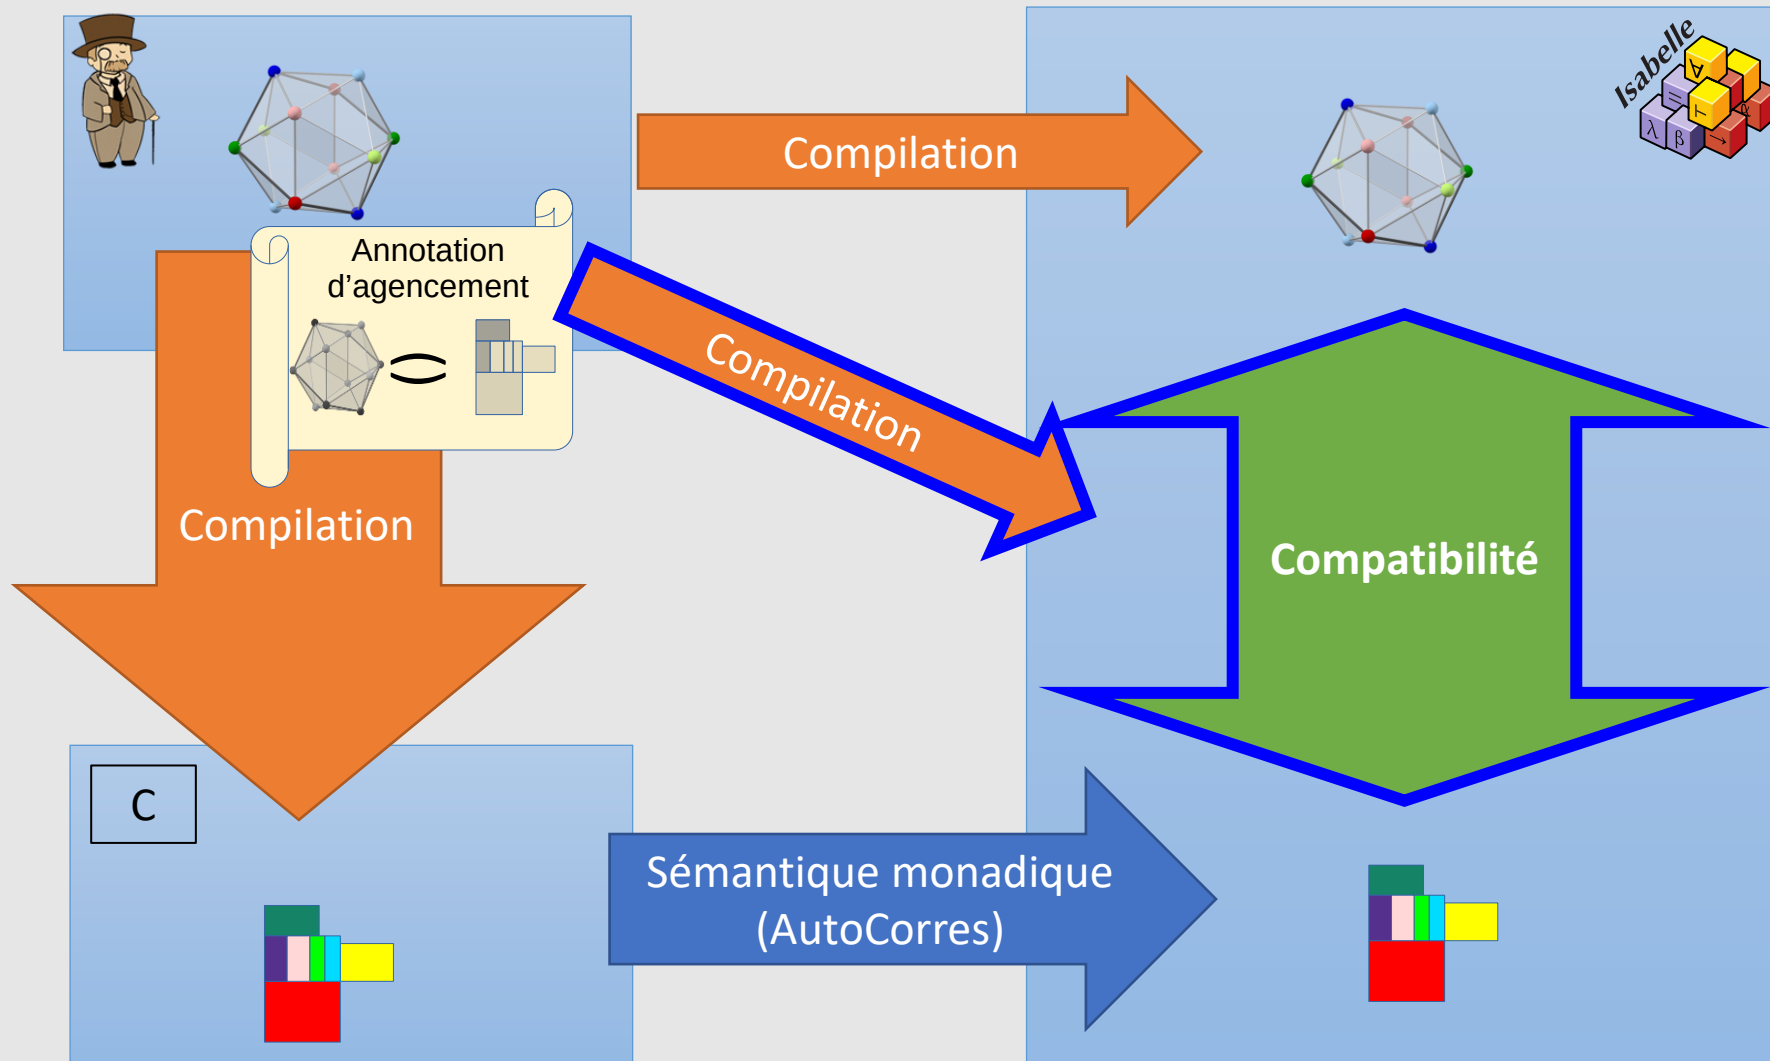 Isabelle
∀
=
α
λ
β
→
Compilation
Annotation
d’agencement
Compilation
Compilation
Compatibilité
C
Sémantique monadique
(AutoCorres)